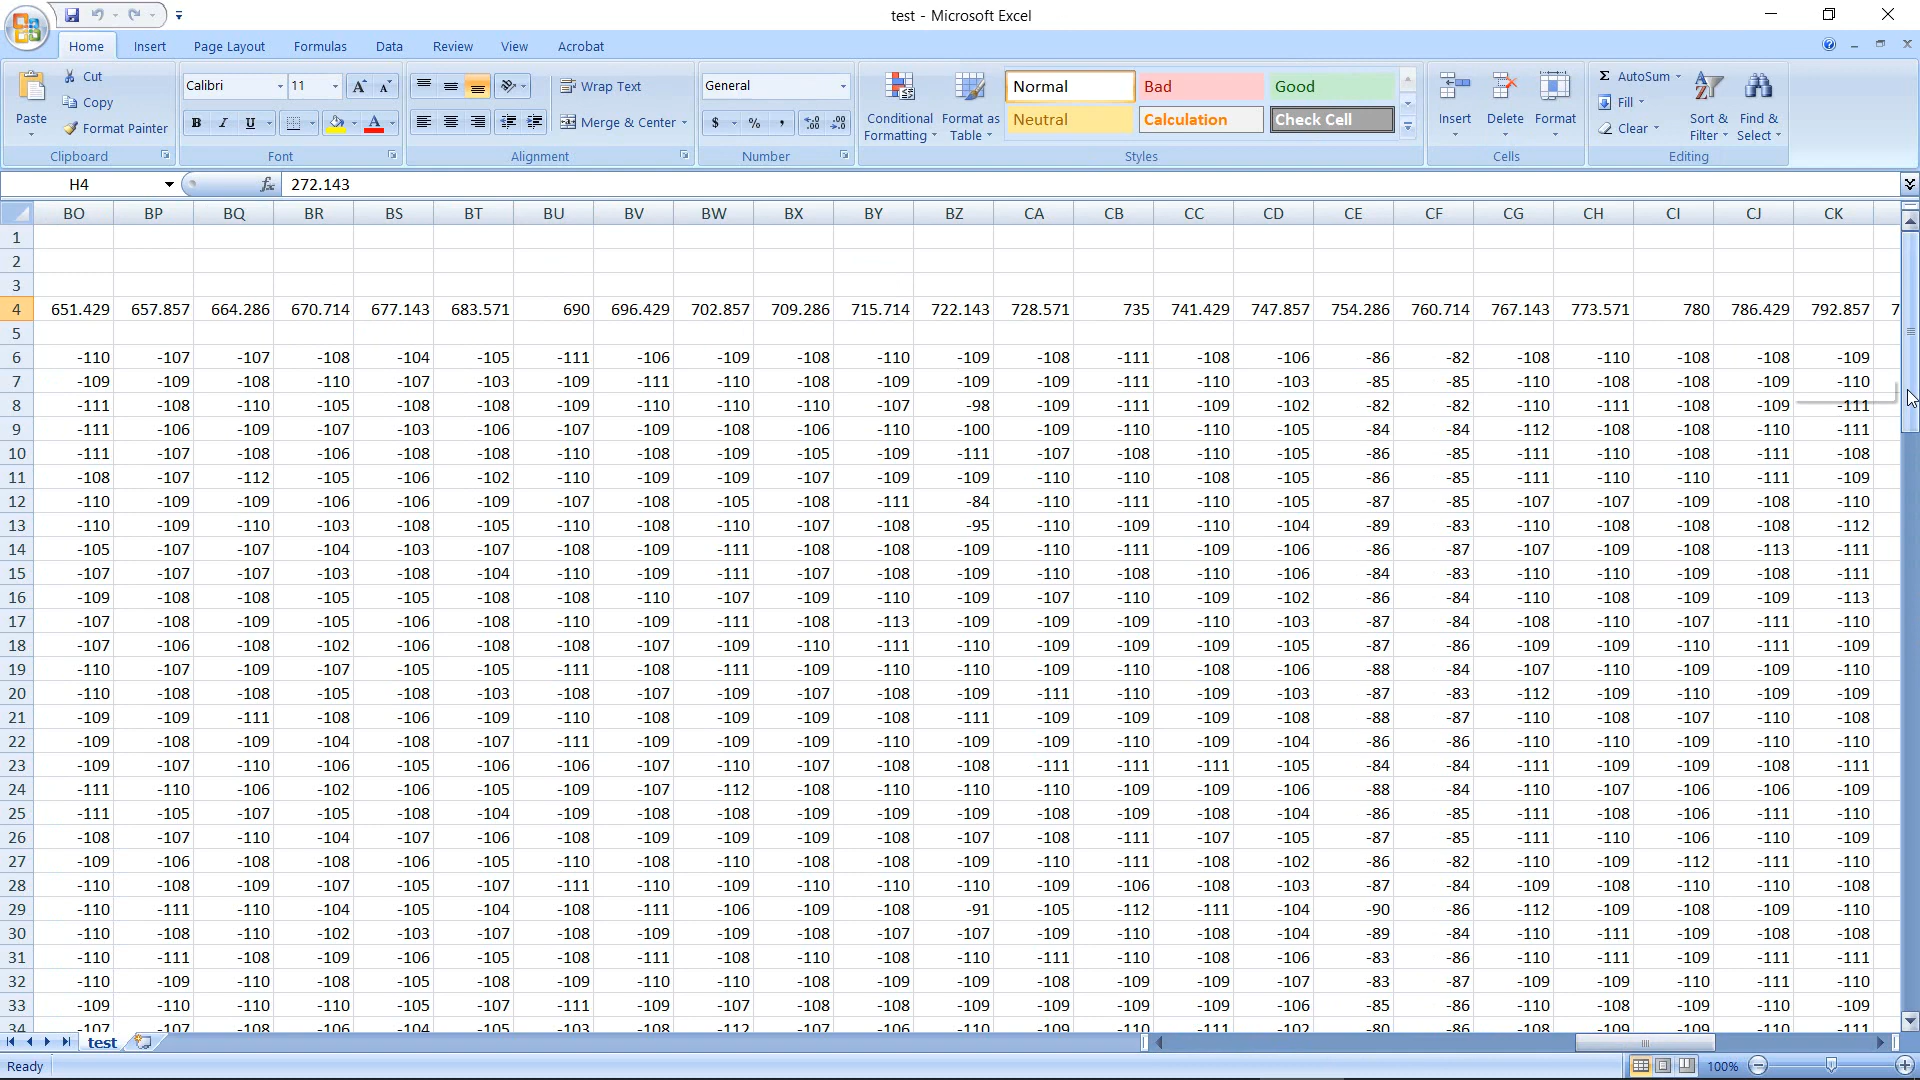 test - Microsoft Excel
Home Insert Page Layout Formulas Data Review View Acrobat
Paste Cut Copy Format Painter Clipboard
Calibri 11 A A B I U A Font
Wrap Text Merge & Center Alignment
General $ % , .00 .00 Number
Conditional Formatting Format as Table Normal Bad Good Neutral Calculation Check Cell Styles
Insert Delete Format Cells
Σ AutoSum Fill Clear Sort & Filter Find & Select Editing
H4 fx 272.143
BO BP BQ BR BS BT BU BV BW BX BY BZ CA CB CC CD CE CF CG CH CI CJ CK
1
2
3
4 651.429 657.857 664.286 670.714 677.143 683.571 690 696.429 702.857 709.286 715.714 722.143 728.571 735 741.429 747.857 754.286 760.714 767.143 773.571 780 786.429 792.857 7
5
6 -110 -107 -107 -108 -104 -105 -111 -106 -109 -108 -110 -109 -108 -111 -108 -106 -86 -82 -108 -110 -108 -108 -109
7 -109 -109 -108 -110 -107 -103 -109 -111 -110 -108 -109 -109 -109 -111 -110 -103 -85 -85 -110 -108 -108 -109 -110
8 -111 -108 -110 -105 -108 -108 -109 -110 -110 -110 -107 -98 -109 -111 -109 -102 -82 -82 -110 -111 -108 -109 -111
9 -111 -106 -109 -107 -103 -106 -107 -109 -108 -106 -110 -100 -109 -110 -110 -105 -84 -84 -112 -108 -108 -110 -111
10 -111 -107 -108 -106 -108 -108 -110 -108 -109 -105 -109 -111 -107 -108 -110 -105 -86 -85 -111 -110 -108 -111 -108
11 -108 -107 -112 -105 -106 -102 -110 -109 -109 -107 -109 -109 -110 -110 -108 -105 -86 -85 -111 -110 -110 -111 -109
12 -110 -109 -109 -106 -106 -109 -107 -108 -105 -108 -111 -84 -110 -111 -110 -105 -87 -85 -107 -107 -109 -108 -110
13 -110 -109 -110 -103 -108 -105 -110 -108 -110 -107 -108 -95 -110 -109 -110 -104 -89 -83 -110 -108 -108 -108 -112
14 -105 -107 -107 -104 -103 -107 -108 -109 -111 -108 -108 -109 -110 -111 -109 -106 -86 -87 -107 -109 -108 -113 -111
15 -107 -107 -107 -103 -108 -104 -110 -109 -111 -107 -108 -109 -110 -108 -110 -106 -84 -83 -110 -110 -109 -108 -111
16 -109 -108 -108 -105 -105 -108 -108 -110 -107 -109 -110 -109 -107 -110 -109 -102 -86 -84 -110 -108 -109 -109 -113
17 -107 -108 -109 -105 -106 -108 -110 -109 -111 -108 -113 -109 -109 -109 -110 -103 -87 -84 -108 -110 -107 -111 -110
18 -107 -106 -108 -102 -106 -108 -108 -107 -109 -110 -111 -110 -109 -110 -109 -105 -87 -86 -109 -109 -110 -111 -109
19 -110 -107 -109 -107 -105 -105 -111 -108 -111 -109 -110 -110 -109 -110 -108 -106 -88 -84 -107 -110 -109 -109 -110
20 -110 -108 -108 -105 -108 -103 -108 -107 -109 -107 -108 -109 -111 -110 -109 -103 -87 -83 -112 -109 -110 -109 -109
21 -109 -109 -111 -108 -106 -109 -110 -108 -109 -109 -108 -111 -109 -109 -109 -108 -88 -87 -110 -108 -107 -110 -108
22 -109 -108 -109 -104 -108 -107 -111 -109 -109 -109 -110 -109 -109 -110 -109 -104 -86 -86 -110 -110 -109 -110 -110
23 -109 -107 -110 -106 -105 -106 -106 -107 -110 -107 -108 -108 -111 -111 -111 -105 -84 -84 -111 -109 -109 -108 -111
24 -111 -110 -106 -102 -106 -105 -109 -107 -112 -108 -110 -110 -110 -109 -109 -106 -88 -84 -110 -107 -106 -106 -109
25 -111 -105 -107 -105 -108 -104 -109 -108 -108 -109 -109 -109 -108 -110 -109 -104 -86 -85 -111 -108 -106 -111 -110
26 -108 -107 -110 -104 -107 -106 -108 -108 -109 -109 -108 -107 -108 -111 -107 -105 -87 -85 -111 -110 -106 -110 -109
27 -109 -106 -108 -108 -106 -105 -110 -108 -110 -108 -108 -109 -110 -111 -108 -102 -86 -82 -110 -109 -112 -111 -110
28 -110 -108 -109 -107 -105 -107 -111 -110 -109 -110 -110 -110 -109 -106 -108 -103 -87 -84 -109 -108 -110 -110 -108
29 -110 -111 -110 -104 -105 -104 -108 -111 -106 -109 -108 -91 -105 -112 -111 -104 -90 -86 -112 -109 -108 -109 -110
30 -110 -108 -110 -102 -103 -107 -108 -109 -109 -108 -107 -107 -109 -110 -108 -104 -89 -84 -110 -111 -109 -108 -108
31 -110 -111 -108 -109 -106 -105 -108 -111 -108 -110 -108 -110 -111 -110 -108 -106 -83 -86 -110 -111 -109 -111 -111
32 -110 -109 -110 -108 -105 -108 -109 -110 -110 -108 -109 -109 -108 -109 -109 -107 -83 -87 -109 -109 -110 -111 -110
33 -109 -110 -110 -110 -105 -107 -111 -109 -107 -108 -108 -109 -109 -109 -109 -106 -85 -86 -110 -108 -109 -110 -109
34 -107 -107 -108 -106 -104 -105 -103 -108 -112 -107 -106 -110 -109 -110 -111 -102 -80 -86 -108 -109 -109 -110 -111
test
Ready 100%